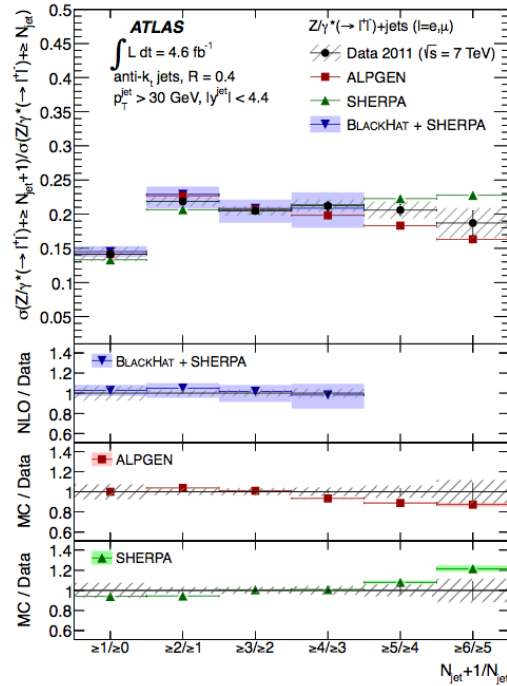 σ(Z/γ*(→ l⁺l⁻)+≥ N_jet+1)/σ(Z/γ*(→ l⁺l⁻)+≥ N_jet)
ATLAS
∫ L dt = 4.6 fb⁻¹
anti-k_t jets, R = 0.4
p_T^jet > 30 GeV, |y^jet| < 4.4
Z/γ*(→ l⁺l⁻)+jets (l=e,μ)
Data 2011 (√s = 7 TeV)
ALPGEN
SHERPA
BLACKHAT + SHERPA
0.5
0.45
0.4
0.35
0.3
0.25
0.2
0.15
0.1
0.05
NLO / Data
BLACKHAT + SHERPA
1.4
1.2
1
0.8
0.6
MC / Data
ALPGEN
1.4
1.2
1
0.8
0.6
MC / Data
SHERPA
1.4
1.2
1
0.8
0.6
≥1/≥0 ≥2/≥1 ≥3/≥2 ≥4/≥3 ≥5/≥4 ≥6/≥5
N_jet+1/N_jet